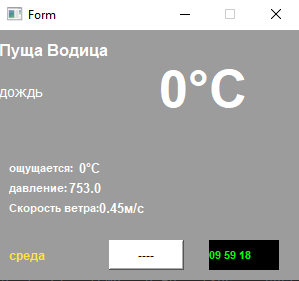 Form
Пуща Водица
дождь
0°C
ощущается: 0°C
давление: 753.0
Скорость ветра:0.45м/с
среда
----
09 59 18